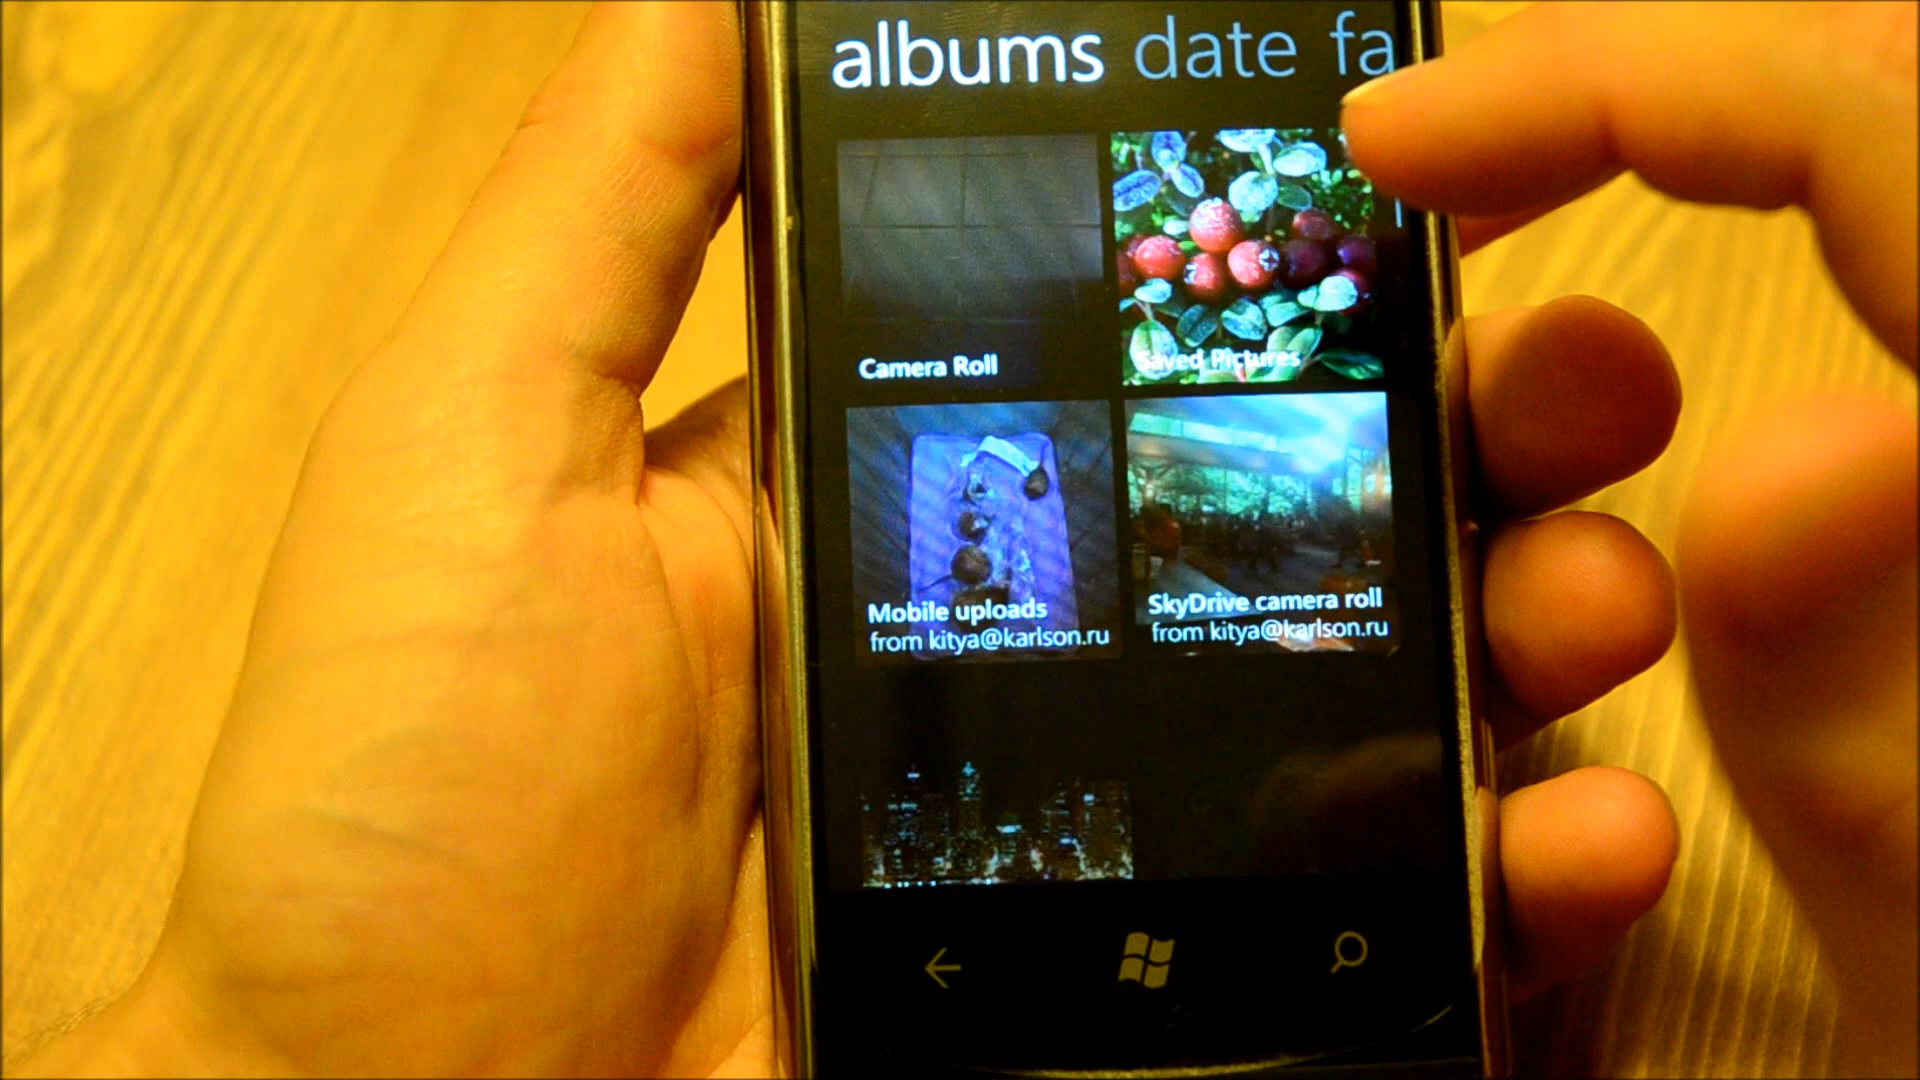 albums date fa
Camera Roll
Saved Pictures
Mobile uploads
from kitya@karlson.ru
SkyDrive camera roll
from kitya@karlson.ru